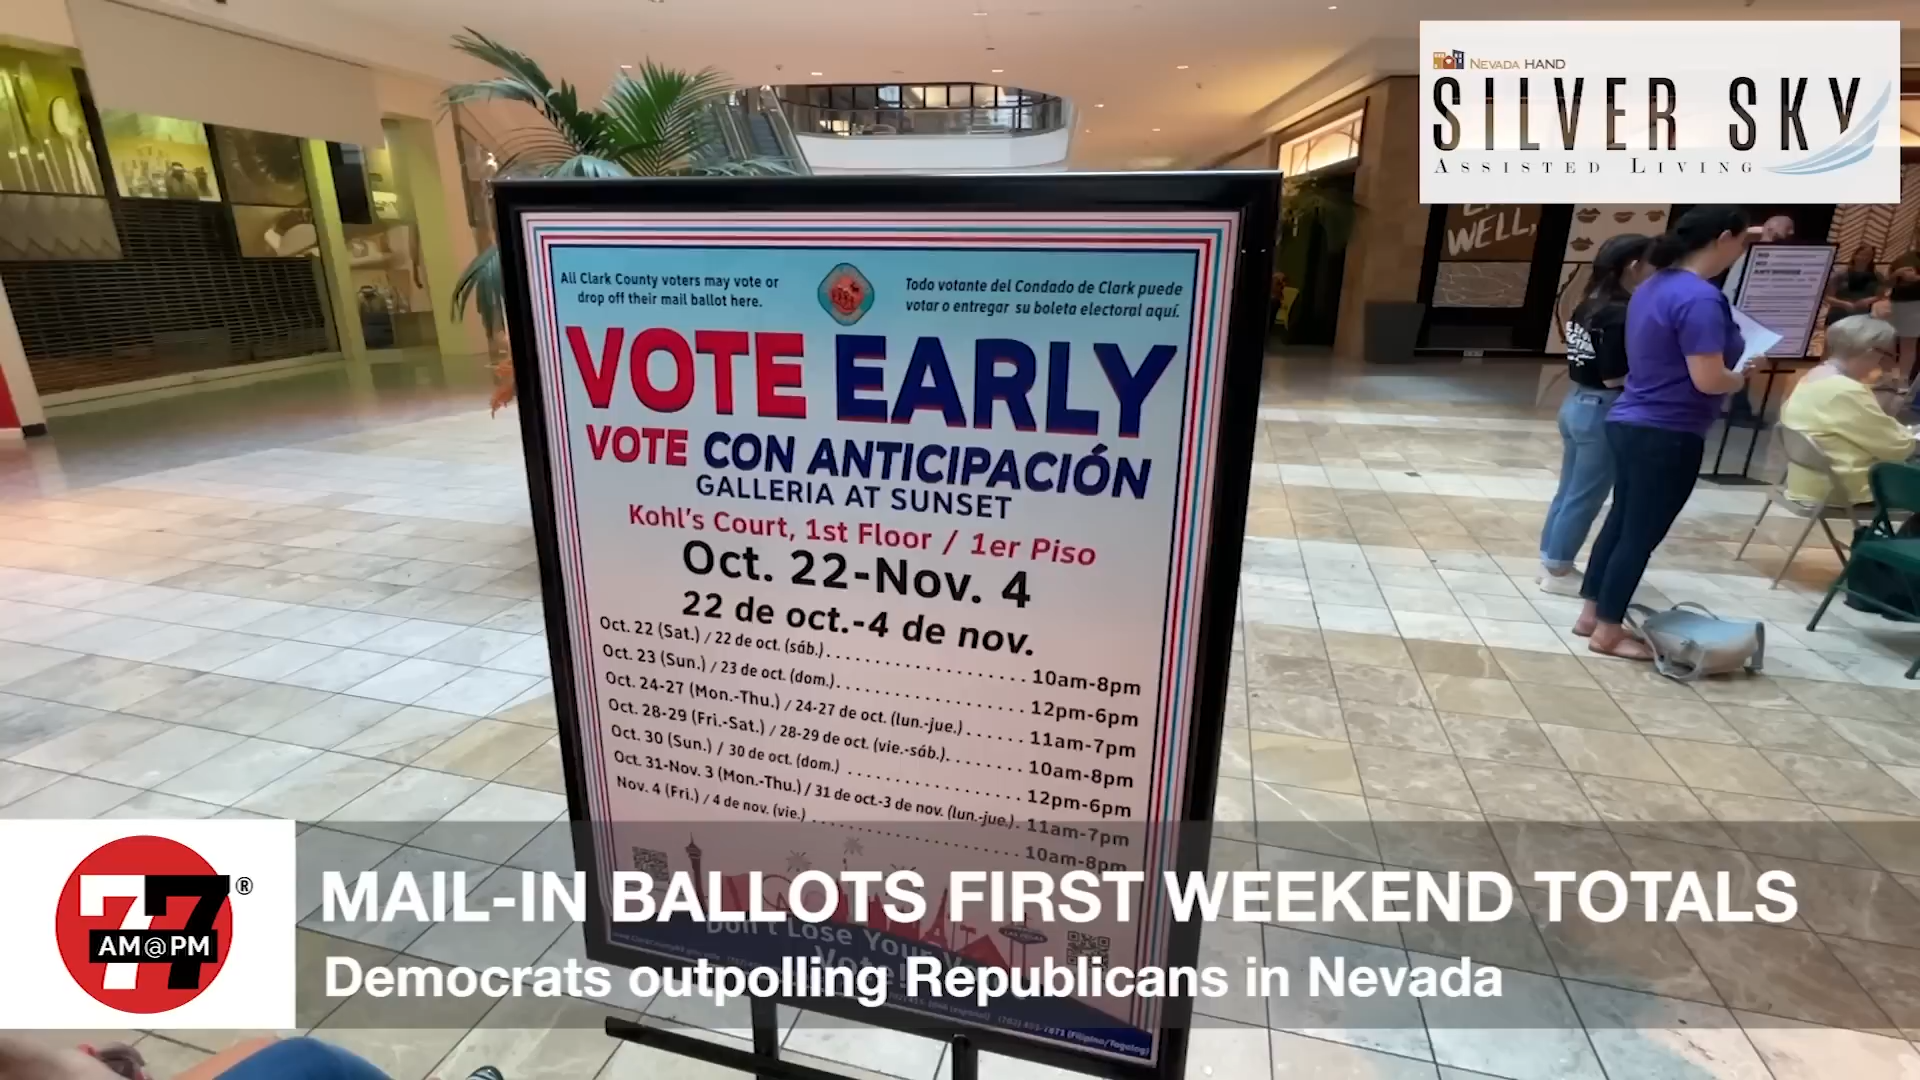 NEVADA HAND
SILVER SKY
ASSISTED LIVING
WELL,
All Clark County voters may vote or
drop off their mail ballot here.
Todo votante del Condado de Clark puede
votar o entregar su boleta electoral aquí.
VOTE EARLY
VOTE CON ANTICIPACIÓN
GALLERIA AT SUNSET
Kohl's Court, 1st Floor / 1er Piso
Oct. 22-Nov. 4
22 de oct.-4 de nov.
Oct. 22 (Sat.) / 22 de oct. (sáb.) 10am-8pm
Oct. 23 (Sun.) / 23 de oct. (dom.) 12pm-6pm
Oct. 24-27 (Mon.-Thu.) / 24-27 de oct. (lun.-jue.) 11am-7pm
Oct. 28-29 (Fri.-Sat.) / 28-29 de oct. (vie.-sáb.) 10am-8pm
Oct. 30 (Sun.) / 30 de oct. (dom.) 12pm-6pm
Oct. 31-Nov. 3 (Mon.-Thu.) / 31 de oct.-3 de nov. (lun.-jue.) 11am-7pm
Nov. 4 (Fri.) / 4 de nov. (vie.) 10am-8pm
Don't Lose Your
Vote!
(Filipino/Tagalog)
77
AM@PM
®
MAIL-IN BALLOTS FIRST WEEKEND TOTALS
Democrats outpolling Republicans in Nevada